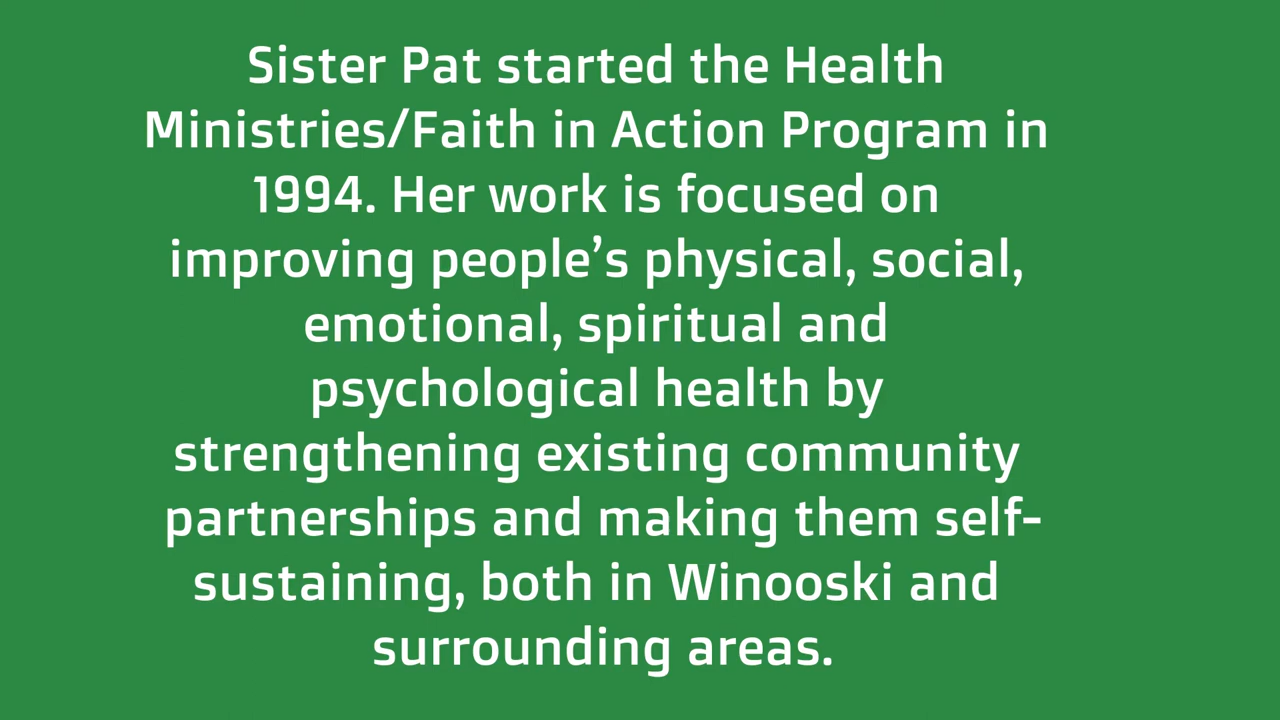 Sister Pat started the Health
Ministries/Faith in Action Program in
1994. Her work is focused on
improving people’s physical, social,
emotional, spiritual and
psychological health by
strengthening existing community
partnerships and making them self-
sustaining, both in Winooski and
surrounding areas.